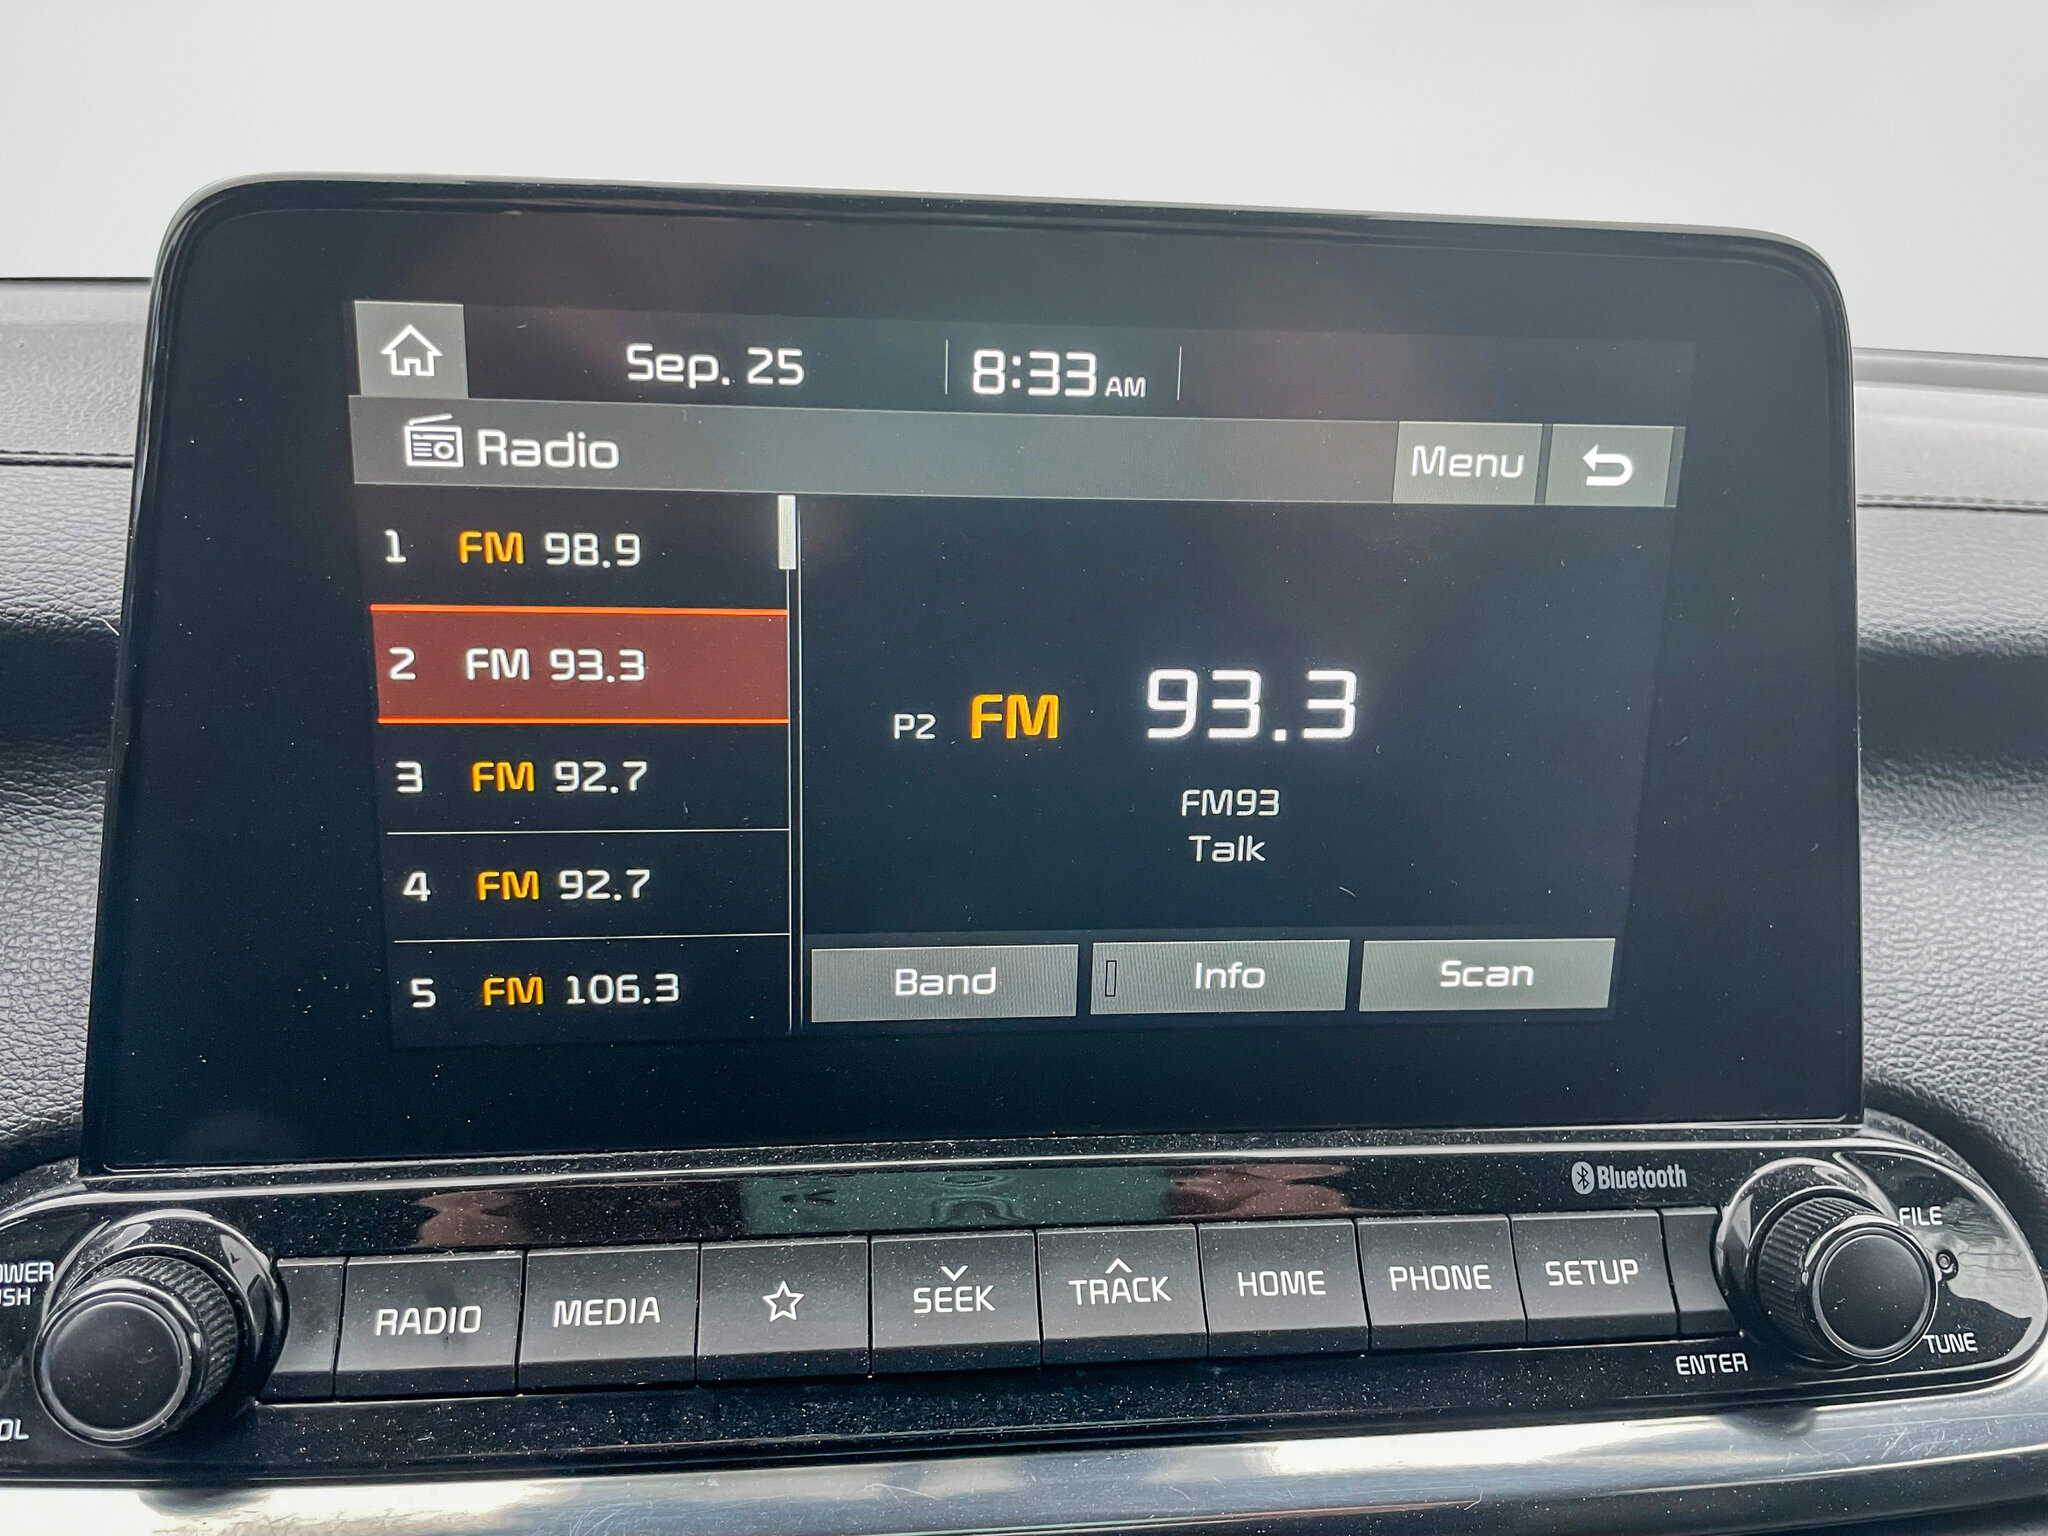 Sep. 25 8:33 AM
Radio Menu
1 FM 98.9
2 FM 93.3
3 FM 92.7
4 FM 92.7
5 FM 106.3
P2 FM 93.3
FM93
Talk
Band Info Scan
Bluetooth
RADIO MEDIA SEEK TRACK HOME PHONE SETUP
FILE
TUNE
ENTER